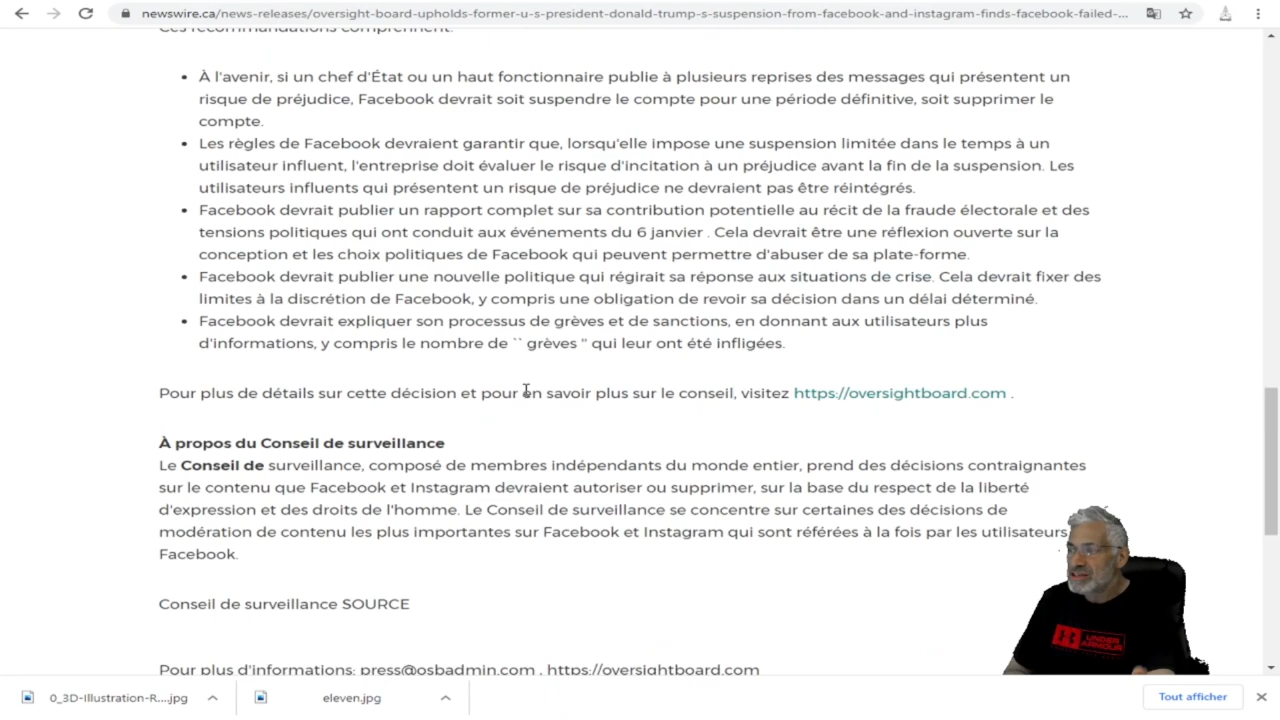 newswire.ca/news-releases/oversight-board-upholds-former-u-s-president-donald-trump-s-suspension-from-facebook-and-instagram-finds-facebook-failed-...
Ces recommandations comprennent:
À l'avenir, si un chef d'État ou un haut fonctionnaire publie à plusieurs reprises des messages qui présentent un
risque de préjudice, Facebook devrait soit suspendre le compte pour une période définitive, soit supprimer le
compte.
Les règles de Facebook devraient garantir que, lorsqu'elle impose une suspension limitée dans le temps à un
utilisateur influent, l'entreprise doit évaluer le risque d'incitation à un préjudice avant la fin de la suspension. Les
utilisateurs influents qui présentent un risque de préjudice ne devraient pas être réintégrés.
Facebook devrait publier un rapport complet sur sa contribution potentielle au récit de la fraude électorale et des
tensions politiques qui ont conduit aux événements du 6 janvier . Cela devrait être une réflexion ouverte sur la
conception et les choix politiques de Facebook qui peuvent permettre d'abuser de sa plate-forme.
Facebook devrait publier une nouvelle politique qui régirait sa réponse aux situations de crise. Cela devrait fixer des
limites à la discrétion de Facebook, y compris une obligation de revoir sa décision dans un délai déterminé.
Facebook devrait expliquer son processus de grèves et de sanctions, en donnant aux utilisateurs plus
d'informations, y compris le nombre de `` grèves '' qui leur ont été infligées.
Pour plus de détails sur cette décision et pour en savoir plus sur le conseil, visitez https://oversightboard.com .
À propos du Conseil de surveillance
Le Conseil de surveillance, composé de membres indépendants du monde entier, prend des décisions contraignantes
sur le contenu que Facebook et Instagram devraient autoriser ou supprimer, sur la base du respect de la liberté
d'expression et des droits de l'homme. Le Conseil de surveillance se concentre sur certaines des décisions de
modération de contenu les plus importantes sur Facebook et Instagram qui sont référées à la fois par les utilisateurs
Facebook.
Conseil de surveillance SOURCE
UNDER
ARMOUR
Pour plus d'informations: press@osbadmin.com , https://oversightboard.com
0_3D-Illustration-R....jpg
eleven.jpg
Tout afficher